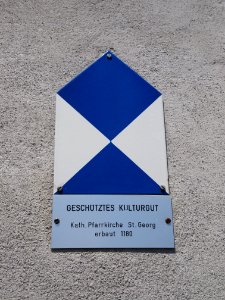 GESCHÜTZTES KULTURGUT
Kath. Pfarrkirche St. Georg
erbaut 1180